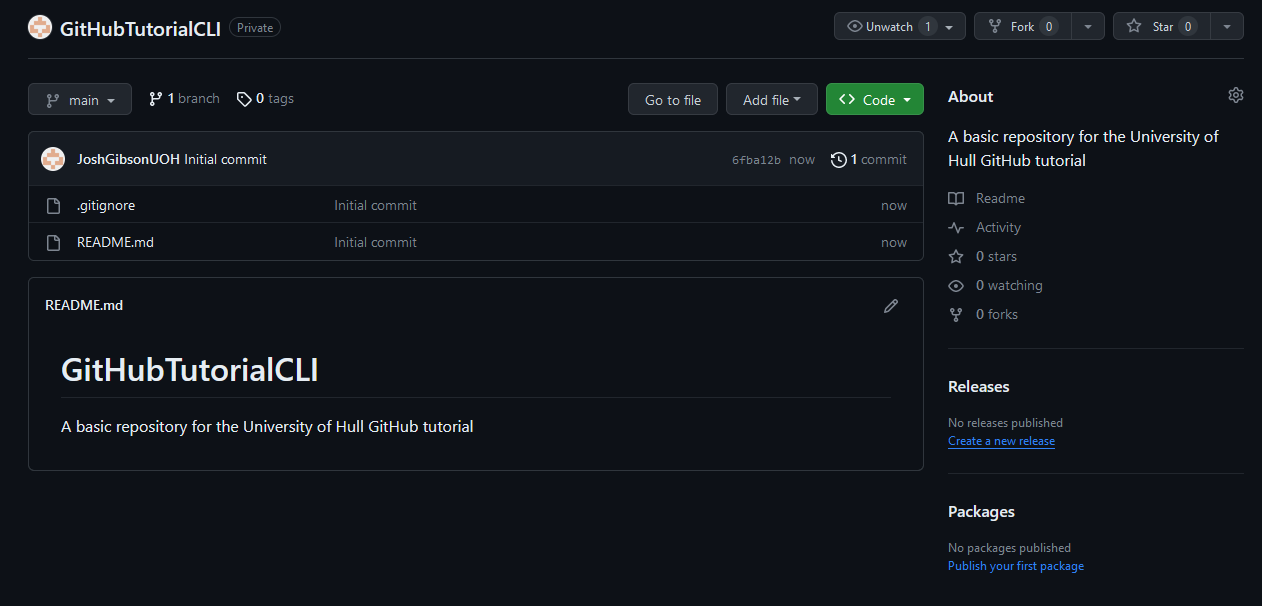 GitHubTutorialCLI Private Unwatch 1 Fork 0 Star 0
main 1 branch 0 tags Go to file Add file Code
JoshGibsonUOH Initial commit 6fba12b now 1 commit
.gitignore Initial commit now
README.md Initial commit now
README.md
GitHubTutorialCLI
A basic repository for the University of Hull GitHub tutorial
About
A basic repository for the University of
Hull GitHub tutorial
Readme
Activity
0 stars
0 watching
0 forks
Releases
No releases published
Create a new release
Packages
No packages published
Publish your first package